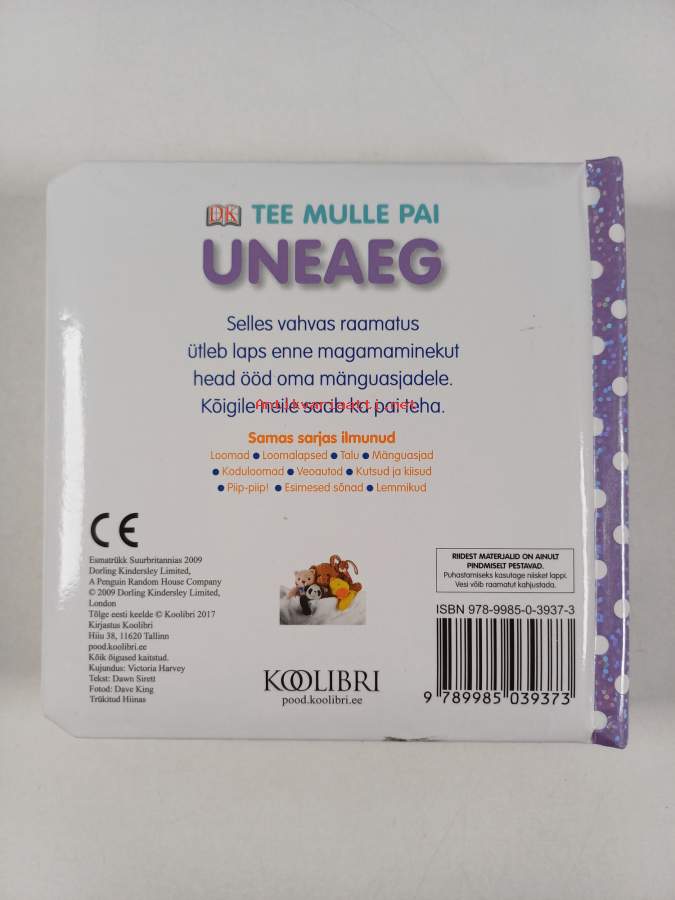 DK TEE MULLE PAI
UNEAEG
Selles vahvas raamatus
ütleb laps enne magamaminekut
head ööd oma mänguasjadele.
Kõigile neile saab ka pai teha.
Antikvariaatti.net
Samas sarjas ilmunud
Loomad ● Loomalapsed ● Talu ● Mänguasjad
● Koduloomad ● Veoautod ● Kutsud ja kiisud
● Piip-piip! ● Esimesed sõnad ● Lemmikud
CE
Esmatrükk Suurbritannias 2009
Dorling Kindersley Limited,
A Penguin Random House Company
© 2009 Dorling Kindersley Limited,
London
Tõlge eesti keelde © Koolibri 2017
Kirjastus Koolibri
Hiiu 38, 11620 Tallinn
pood.koolibri.ee
Kõik õigused kaitstud.
Kujundus: Victoria Harvey
Tekst: Dawn Sirett
Fotod: Dave King
Trükitud Hiinas
KOOLIBRI
pood.koolibri.ee
RIIDEST MATERJALID ON AINULT
PINDMISELT PESTAVAD.
Puhastamiseks kasutage niisket lappi.
Vesi võib raamatut kahjustada.
ISBN 978-9985-0-3937-3
9 789985 039373